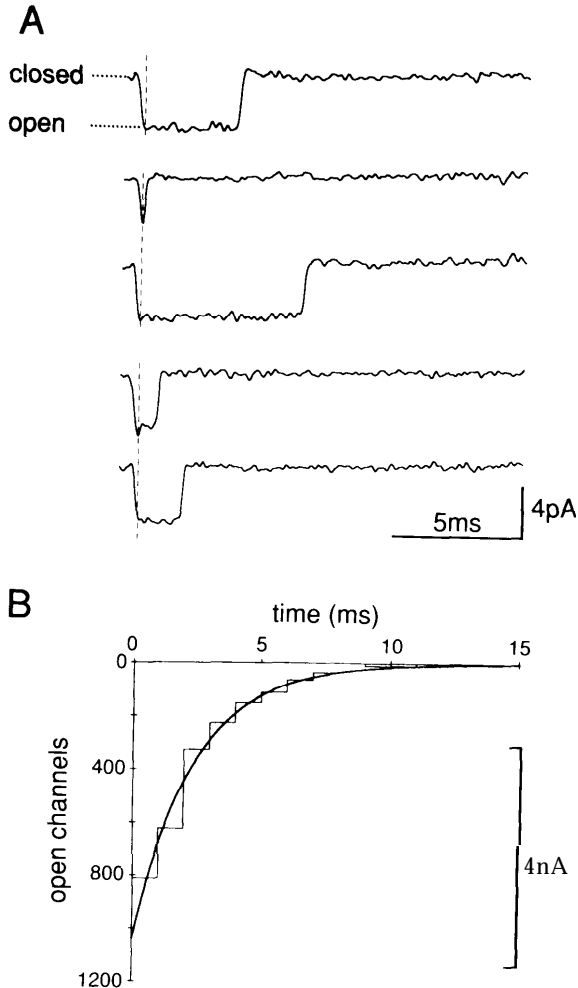 A
closed
open
4pA
5ms
B
time (ms)
0 5 10 15
0
400
800
1200
open channels
4nA